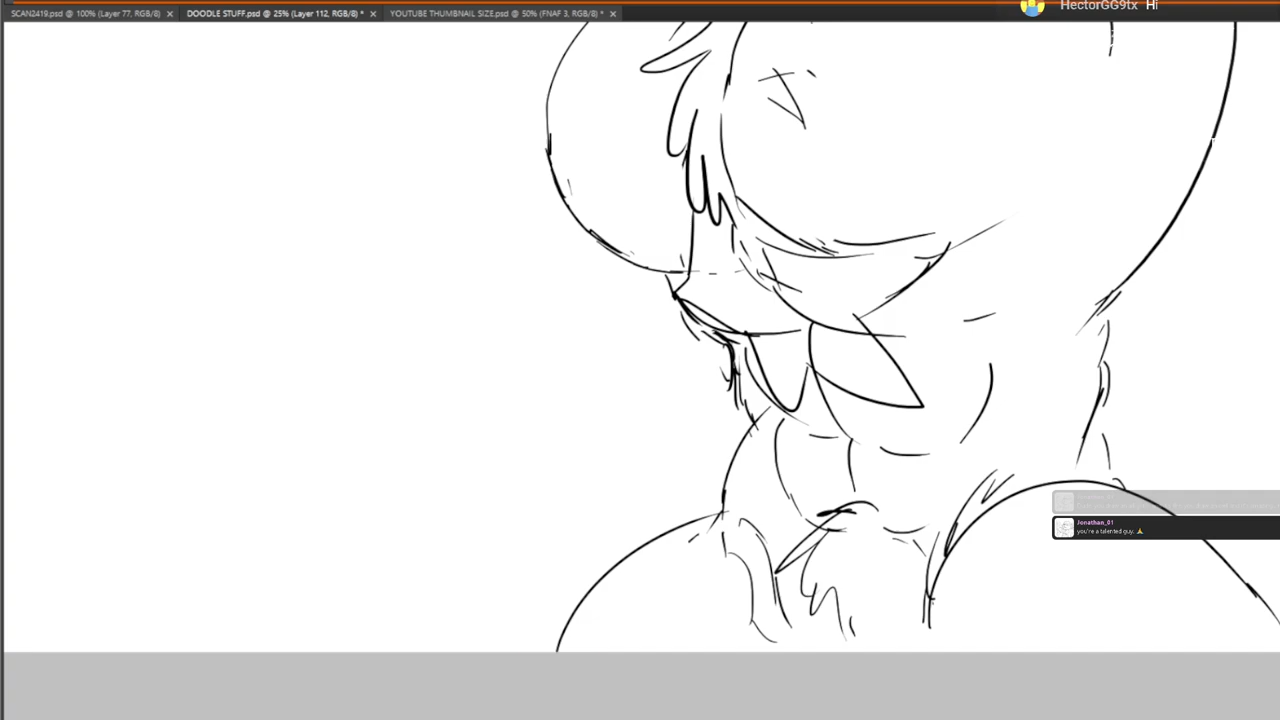 HectorGG9tx Hi
SCAN2419.psd @ 100% (Layer 77, RGB/8) ×
DOODLE STUFF.psd @ 25% (Layer 112, RGB/8) * ×
YOUTUBE THUMBNAIL SIZE.psd @ 50% (FNAF 3, RGB/8) * ×
Jonathan_01
you're a talented guy. 🙏